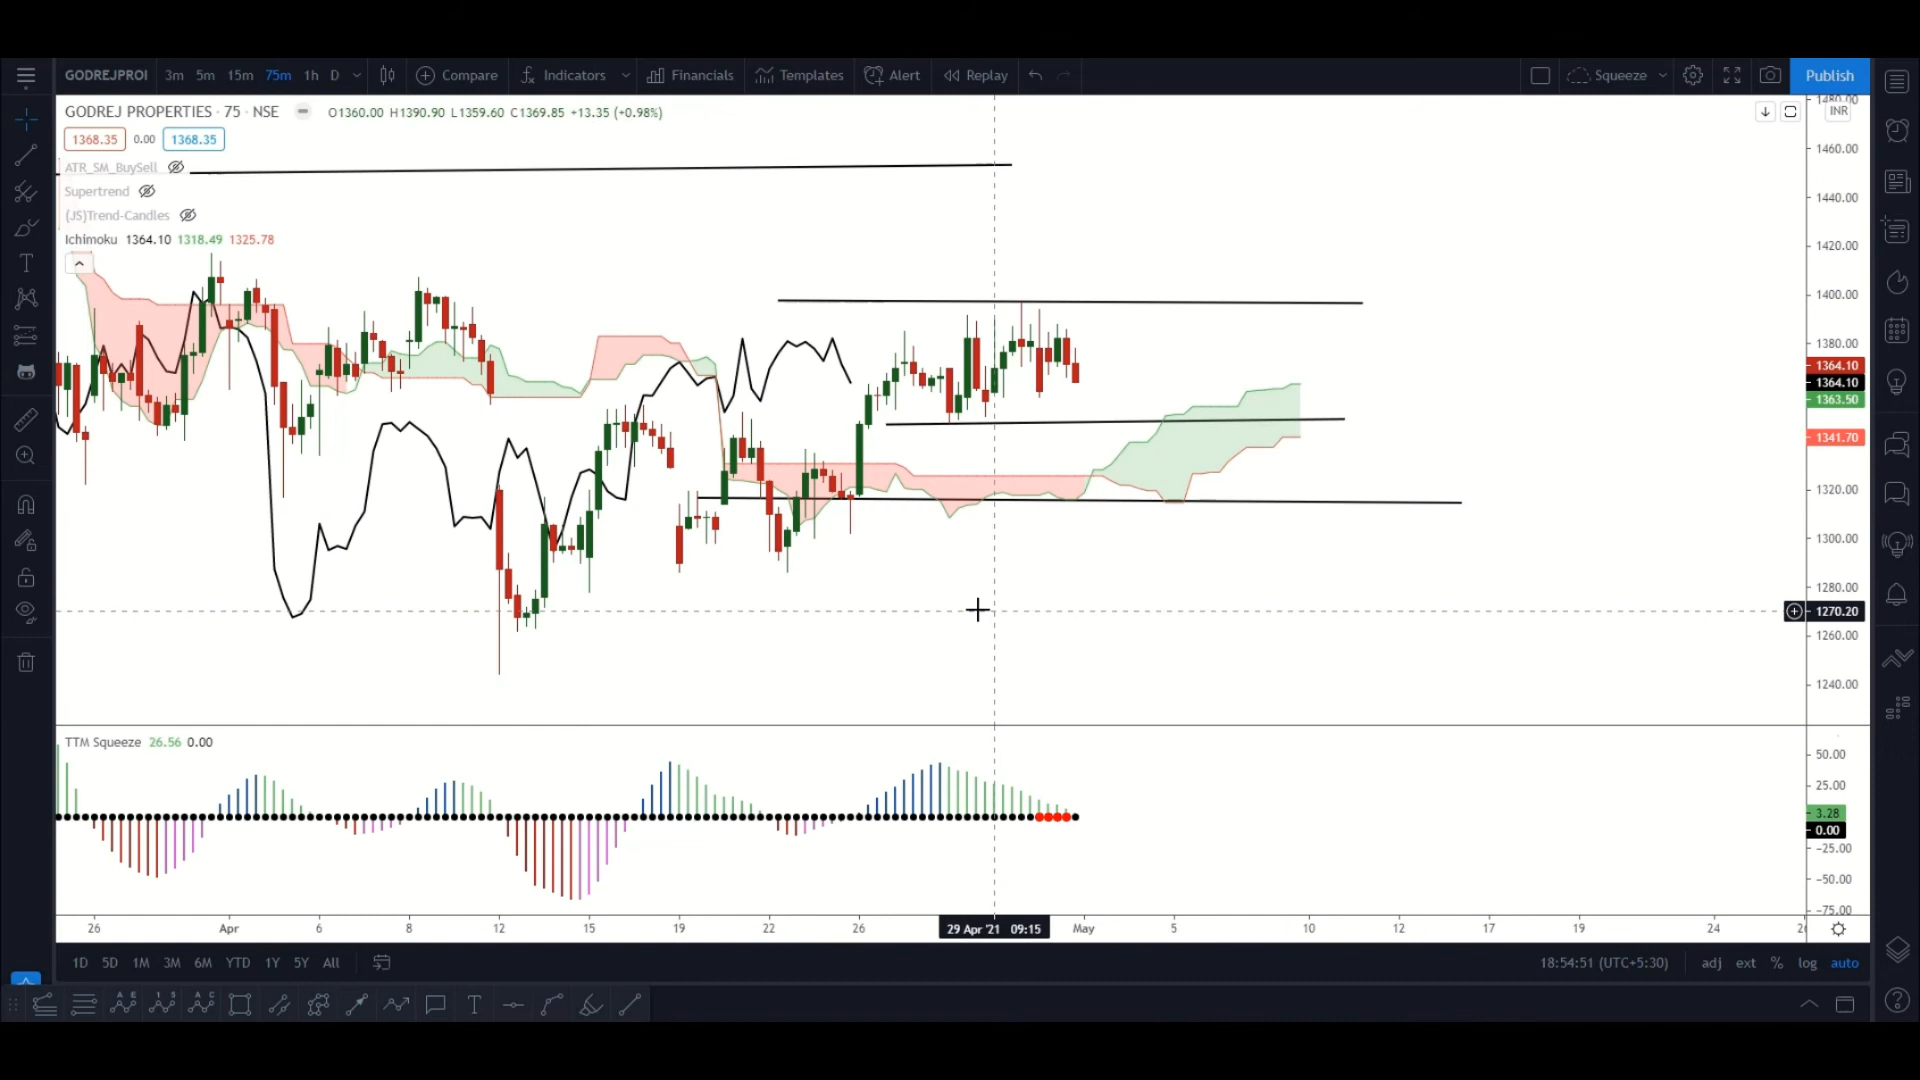 GODREJPROI 3m 5m 15m 75m 1h D Compare Indicators Financials Templates Alert Replay Squeeze Publish
GODREJ PROPERTIES · 75 · NSE O1360.00 H1390.90 L1359.60 C1369.85 +13.35 (+0.98%)
1368.35 0.00 1368.35
ATR_SM_BuySell
Supertrend
(JS)Trend-Candles
Ichimoku 1364.10 1318.49 1325.78
1480.00
INR
1460.00
1440.00
1420.00
1400.00
1380.00
1364.10
1364.10
1363.50
1341.70
1320.00
1300.00
1280.00
1270.20
1260.00
1240.00
TTM Squeeze 26.56 0.00
50.00
25.00
3.28
0.00
-25.00
-50.00
-75.00
26 Apr 6 8 12 15 19 22 26 29 Apr '21 09:15 May 5 10 12 17 19 24
1D 5D 1M 3M 6M YTD 1Y 5Y All 18:54:51 (UTC+5:30) adj ext % log auto